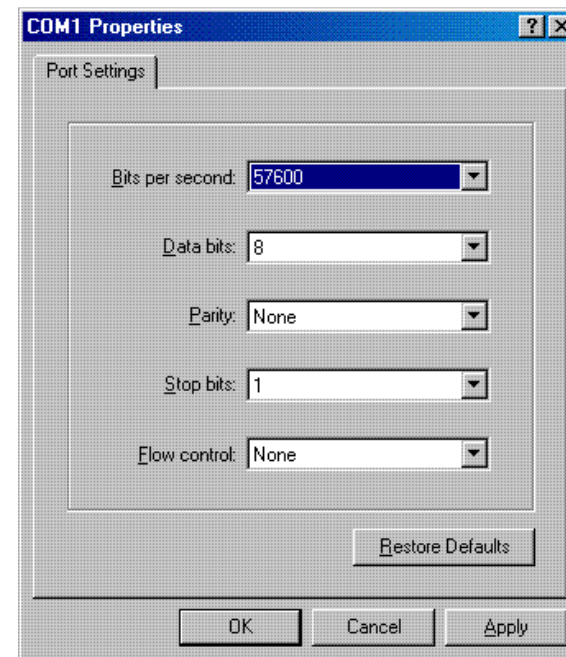 COM1 Properties
Port Settings
Bits per second: 57600
Data bits: 8
Parity: None
Stop bits: 1
Flow control: None
Restore Defaults
OK Cancel Apply